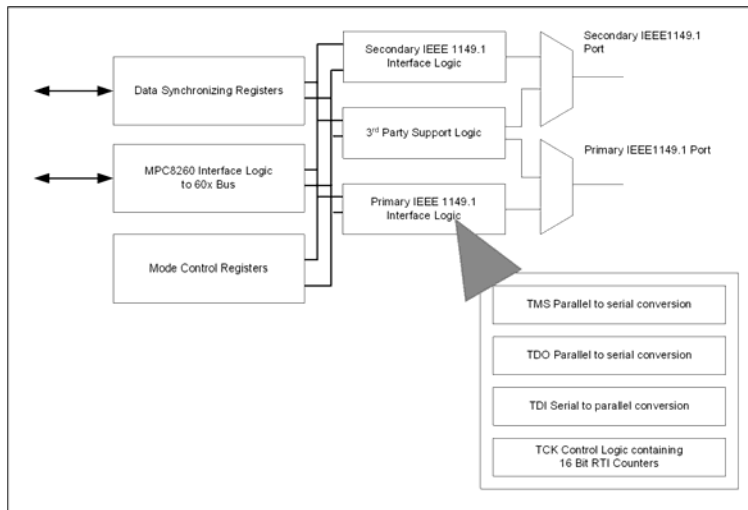 Secondary IEEE 1149.1
Interface Logic
Secondary IEEE1149.1
Port
Data Synchronizing Registers
3rd Party Support Logic
MPC8260 Interface Logic
to 60x Bus
Primary IEEE1149.1 Port
Primary IEEE 1149.1
Interface Logic
Mode Control Registers
TMS Parallel to serial conversion
TDO Parallel to serial conversion
TDI Serial to parallel conversion
TCK Control Logic containing
16 Bit RTI Counters